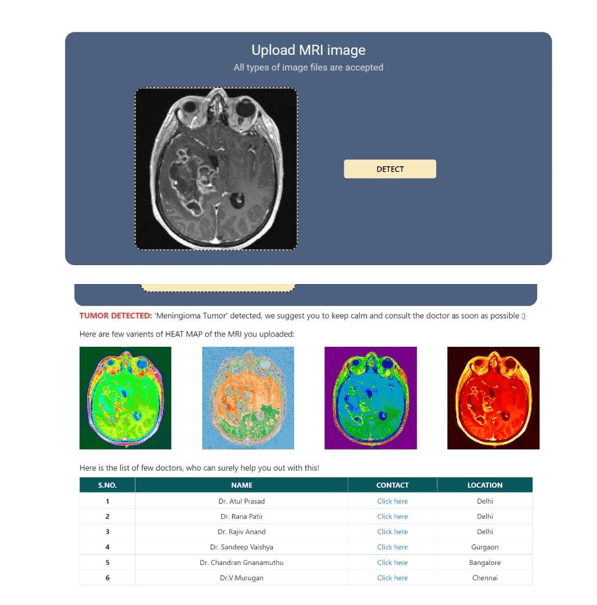 Upload MRI image
All types of image files are accepted
DETECT
TUMOR DETECTED: 'Meningioma Tumor' detected, we suggest you to keep calm and consult the doctor as soon as possible :)
Here are few varients of HEAT MAP of the MRI you uploaded:
Here is the list of few doctors, who can surely help you out with this!
S.NO. NAME CONTACT LOCATION
1 Dr. Atul Prasad Click here Delhi
2 Dr. Rana Patir Click here Delhi
3 Dr. Rajiv Anand Click here Delhi
4 Dr. Sandeep Vaishya Click here Gurgaon
5 Dr. Chandran Gnanamuthu Click here Bangalore
6 Dr.V.Murugan Click here Chennai